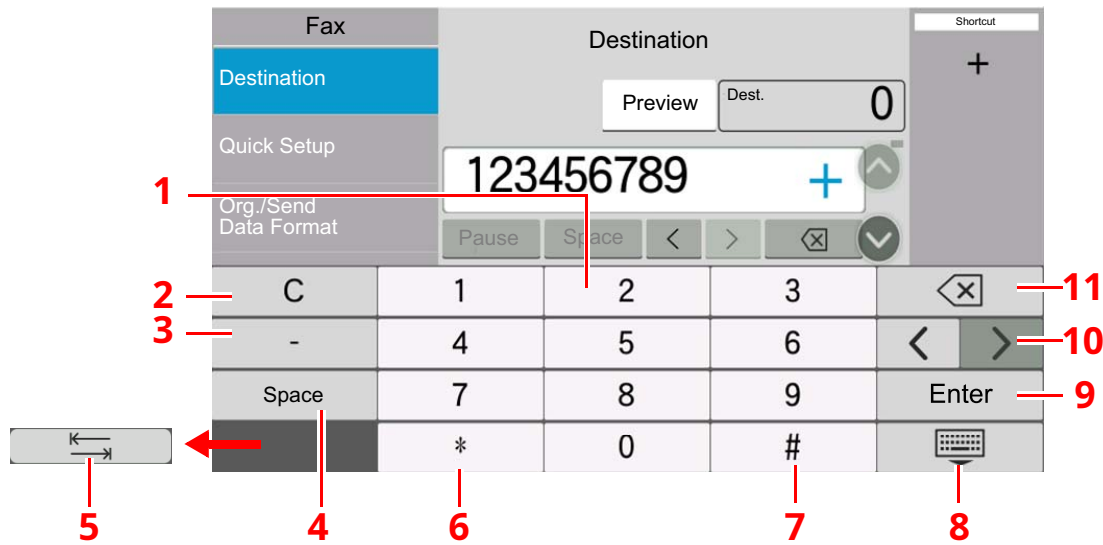 Fax
Destination
Shortcut
+
Destination
Preview
Dest.
0
Quick Setup
123456789 +
1
Org./Send
Data Format
Pause Space < >
2 C 1 2 3 11
3 - 4 5 6 < > 10
Space 7 8 9 Enter 9
* 0 #
5 4 6 7 8